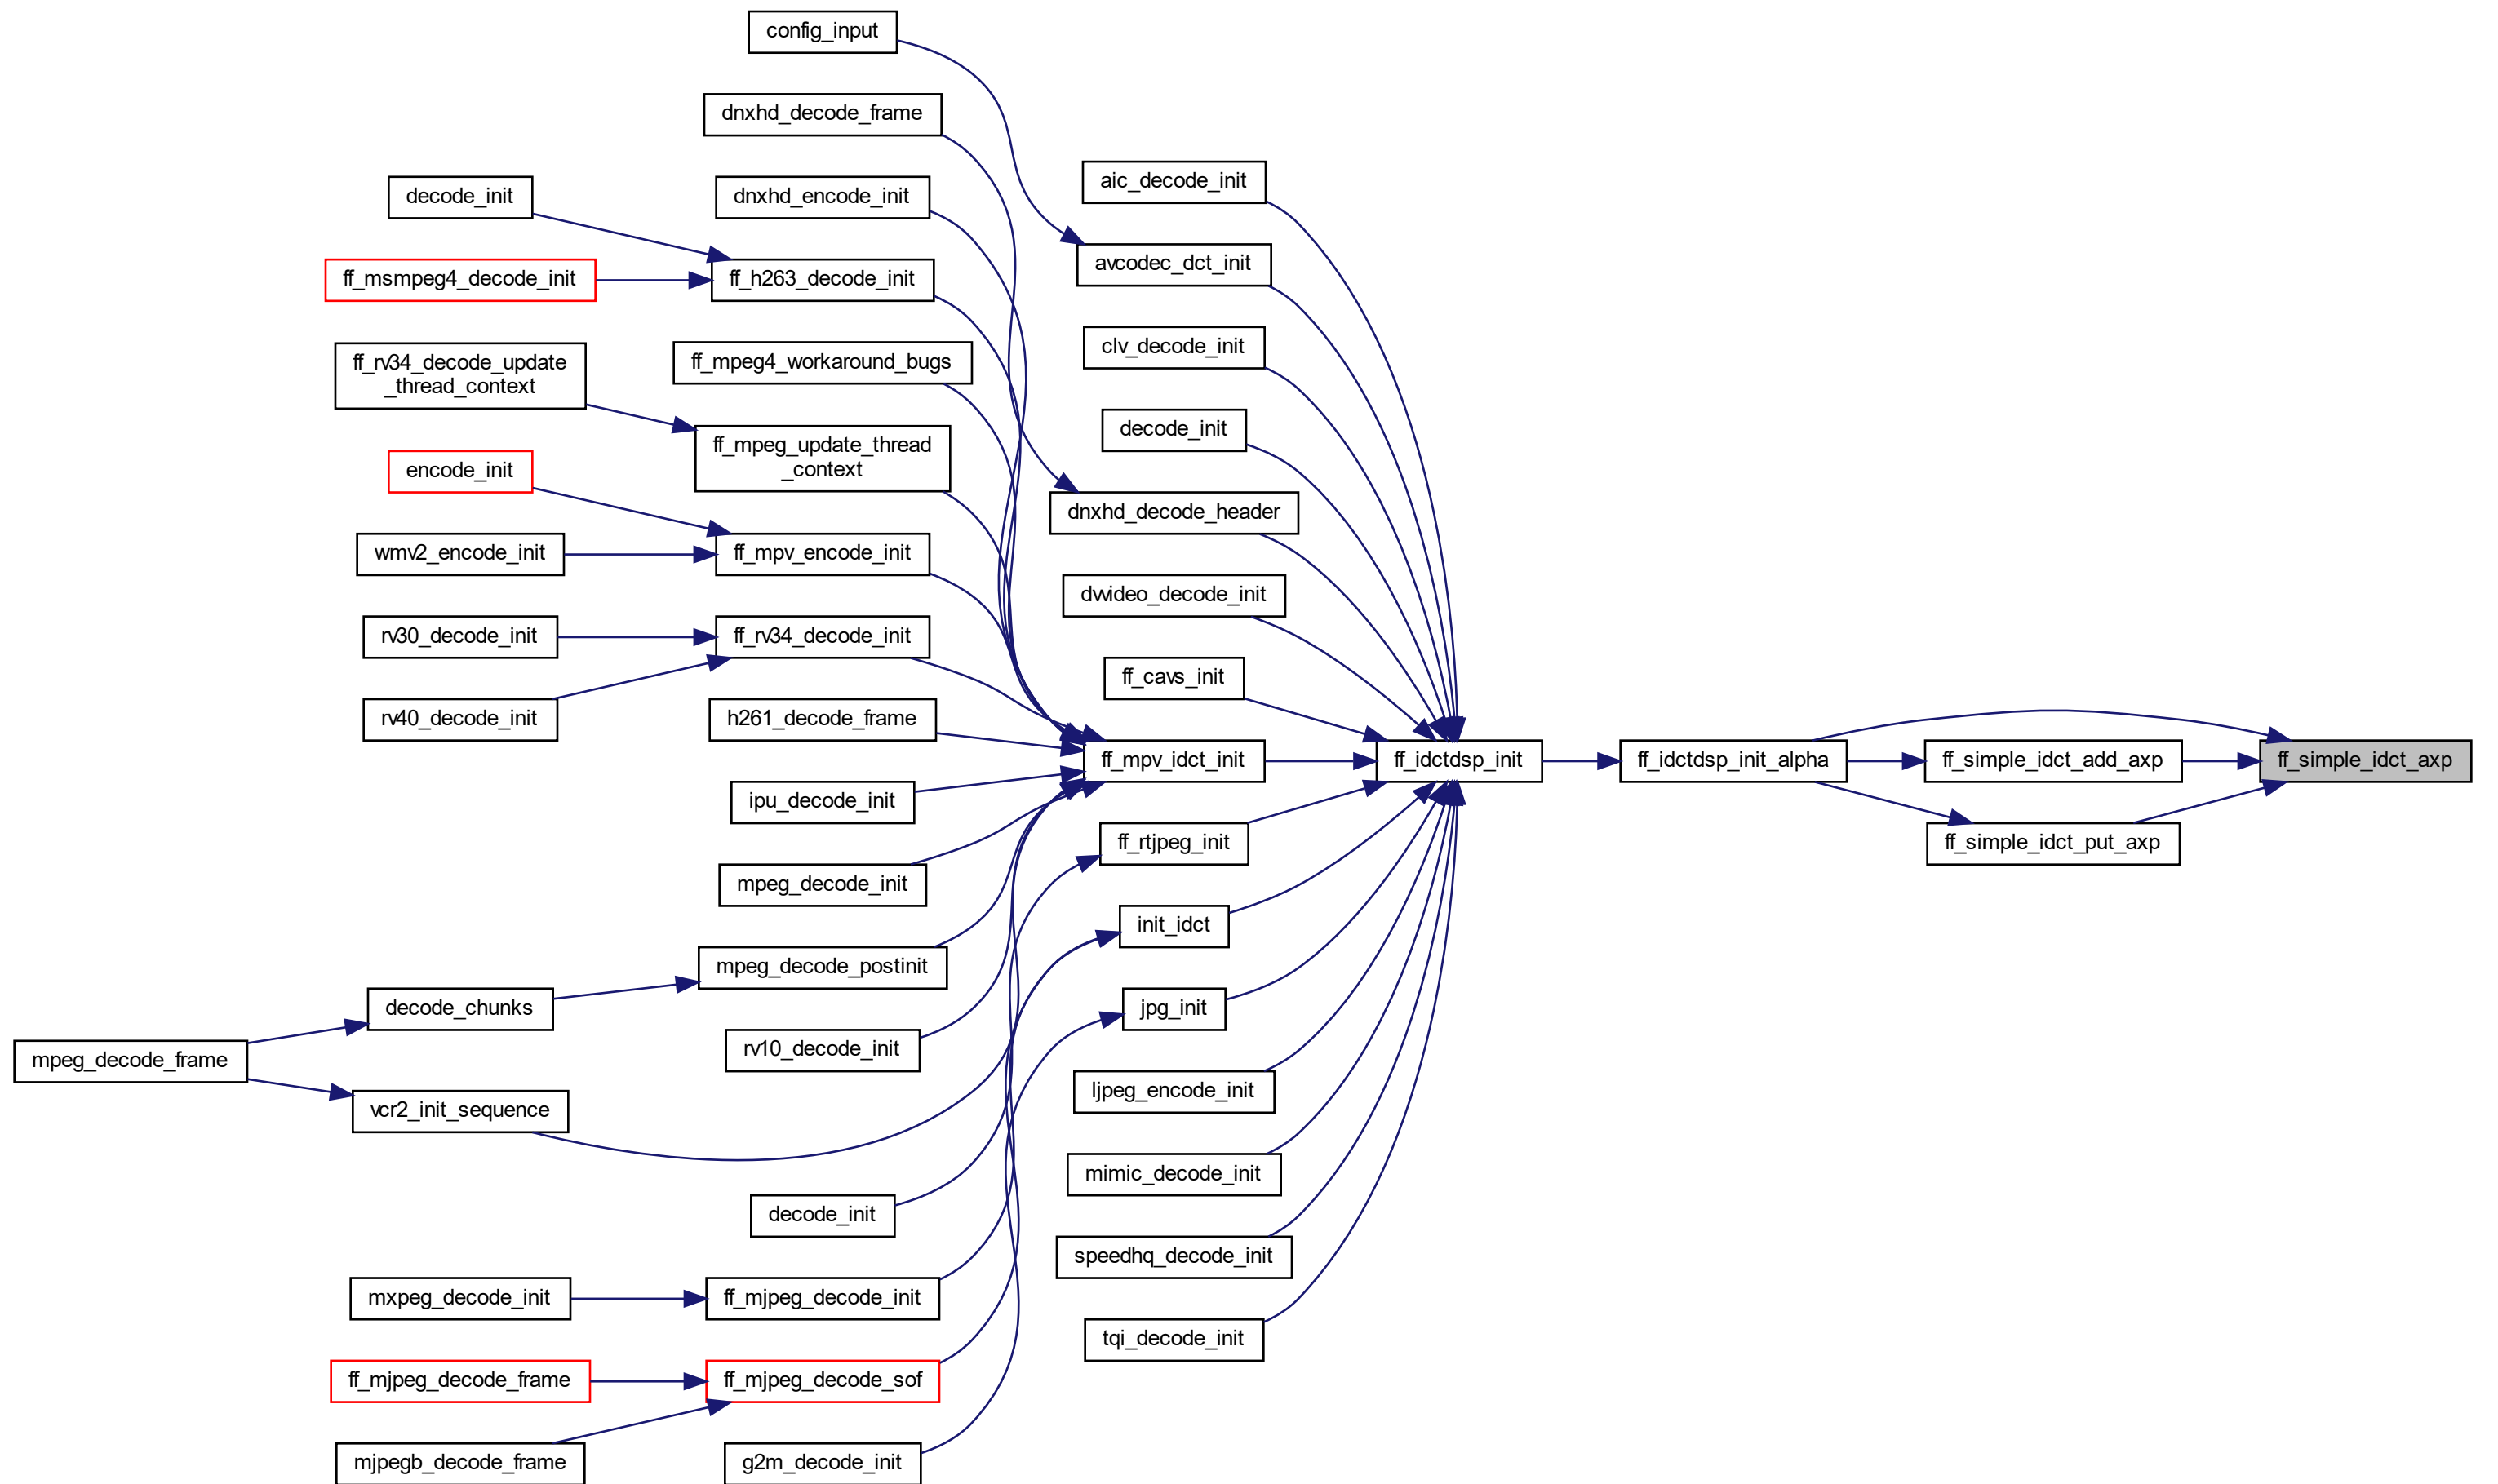 config_input
dnxhd_decode_frame
aic_decode_init
decode_init
dnxhd_encode_init
avcodec_dct_init
ff_msmpeg4_decode_init
ff_h263_decode_init
clv_decode_init
ff_rv34_decode_update
_thread_context
ff_mpeg4_workaround_bugs
decode_init
ff_mpeg_update_thread
_context
encode_init
dnxhd_decode_header
wmv2_encode_init
ff_mpv_encode_init
dwideo_decode_init
rv30_decode_init
ff_rv34_decode_init
ff_cavs_init
rv40_decode_init
h261_decode_frame
ff_mpv_idct_init
ff_idctdsp_init
ff_idctdsp_init_alpha
ff_simple_idct_add_axp
ff_simple_idct_axp
ipu_decode_init
ff_rtjpeg_init
ff_simple_idct_put_axp
mpeg_decode_init
init_idct
mpeg_decode_postinit
decode_chunks
jpg_init
mpeg_decode_frame
rv10_decode_init
vcr2_init_sequence
ljpeg_encode_init
mimic_decode_init
decode_init
speedhq_decode_init
mxpeg_decode_init
ff_mjpeg_decode_init
tqi_decode_init
ff_mjpeg_decode_frame
ff_mjpeg_decode_sof
mjpegb_decode_frame
g2m_decode_init